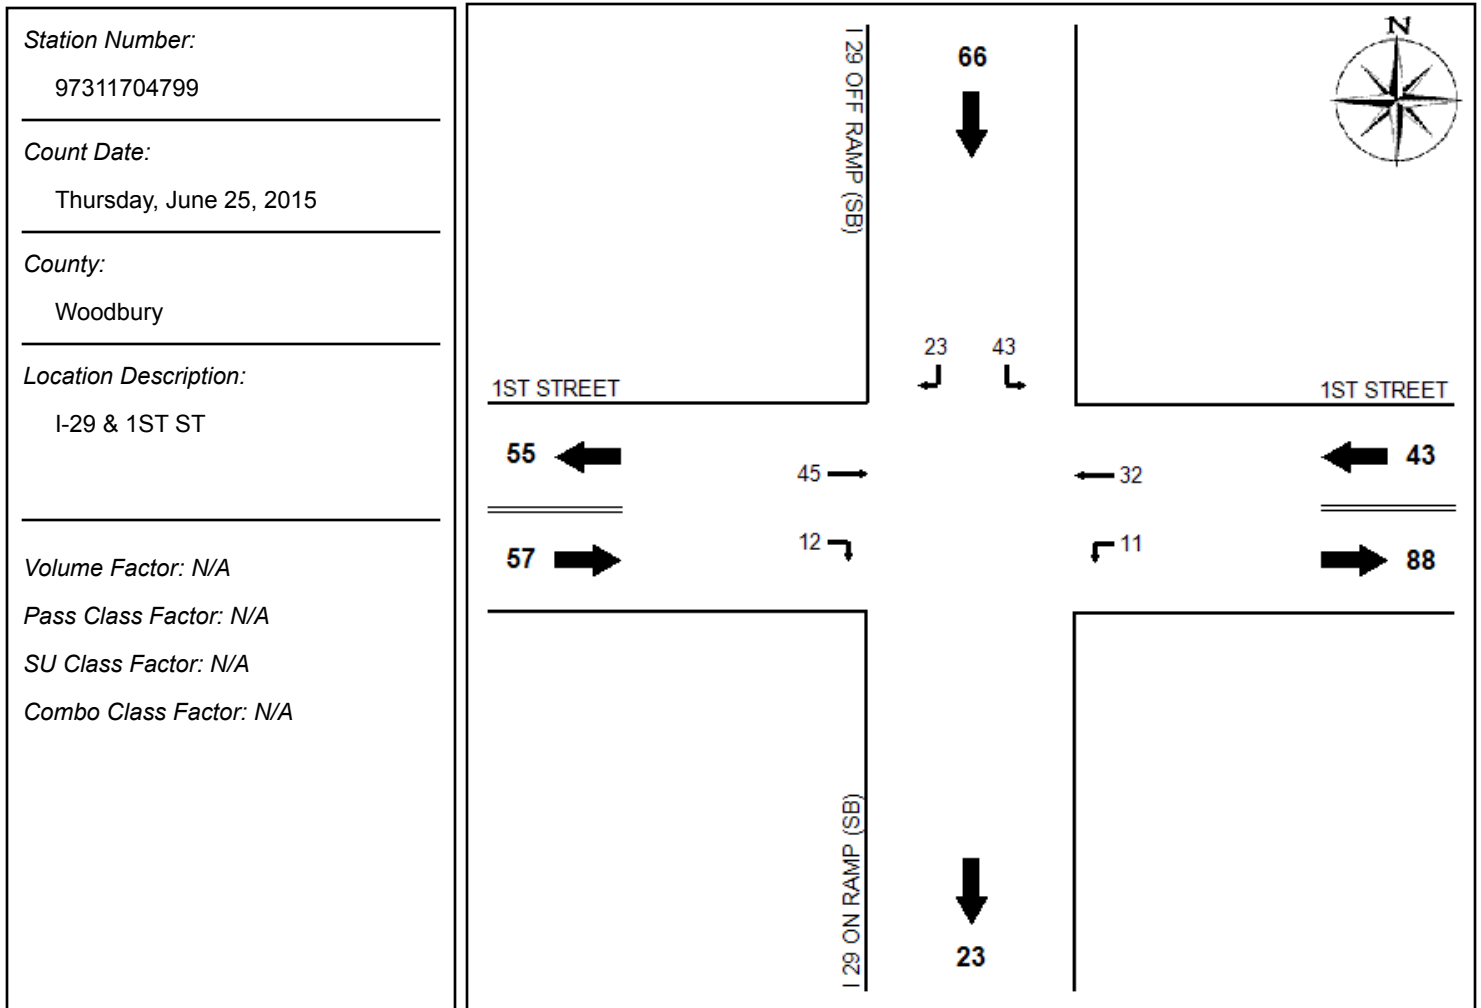 Station Number:
97311704799
Count Date:
Thursday, June 25, 2015
County:
Woodbury
Location Description:
I-29 & 1ST ST
Volume Factor: N/A
Pass Class Factor: N/A
SU Class Factor: N/A
Combo Class Factor: N/A
N
I 29 OFF RAMP (SB)
66
23 43
1ST STREET
1ST STREET
55
45
32
43
57
12
11
88
I 29 ON RAMP (SB)
23